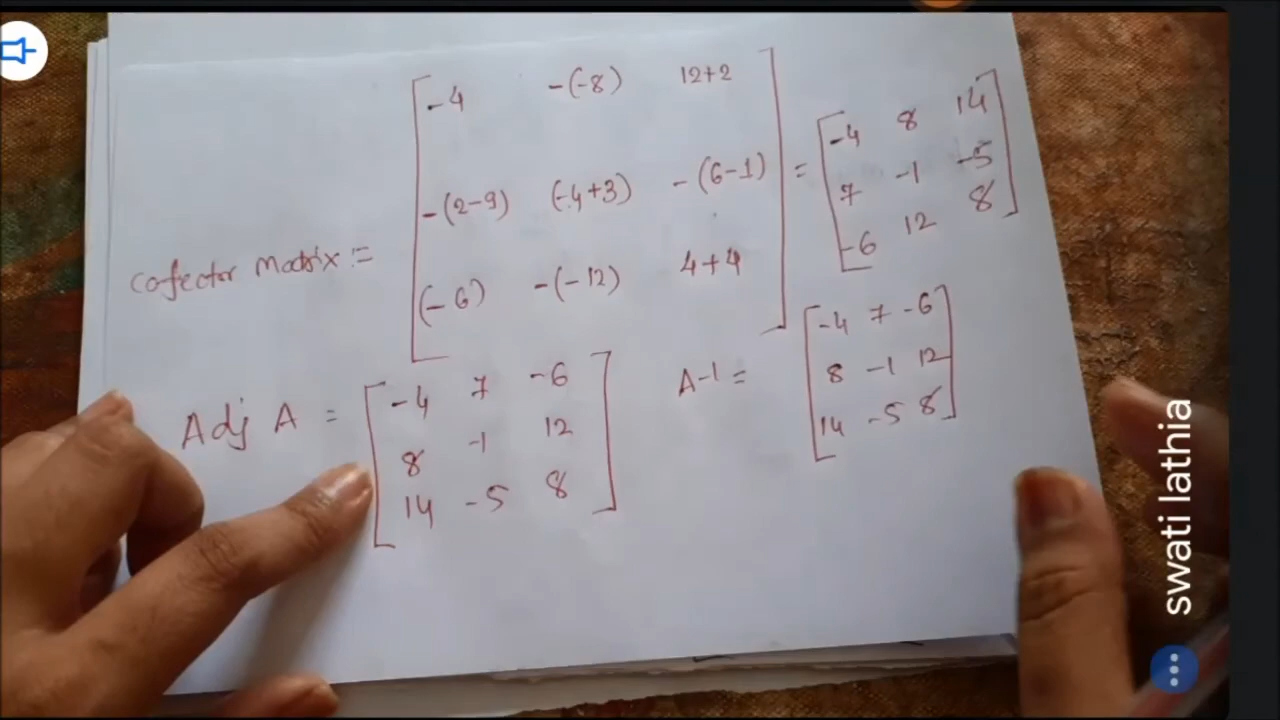 -4 -(-8) 12+2
-(2-9) (-4+3) -(6-1)
cofector Matrix :=
(-6) -(-12) 4+4
= -4 8 14
7 -1 -5
-6 12 8
Adj A =
-4 7 -6
8 -1 12
14 -5 8
A-1 =
-4 7 -6
8 -1 12
14 -5 8
swati lathia